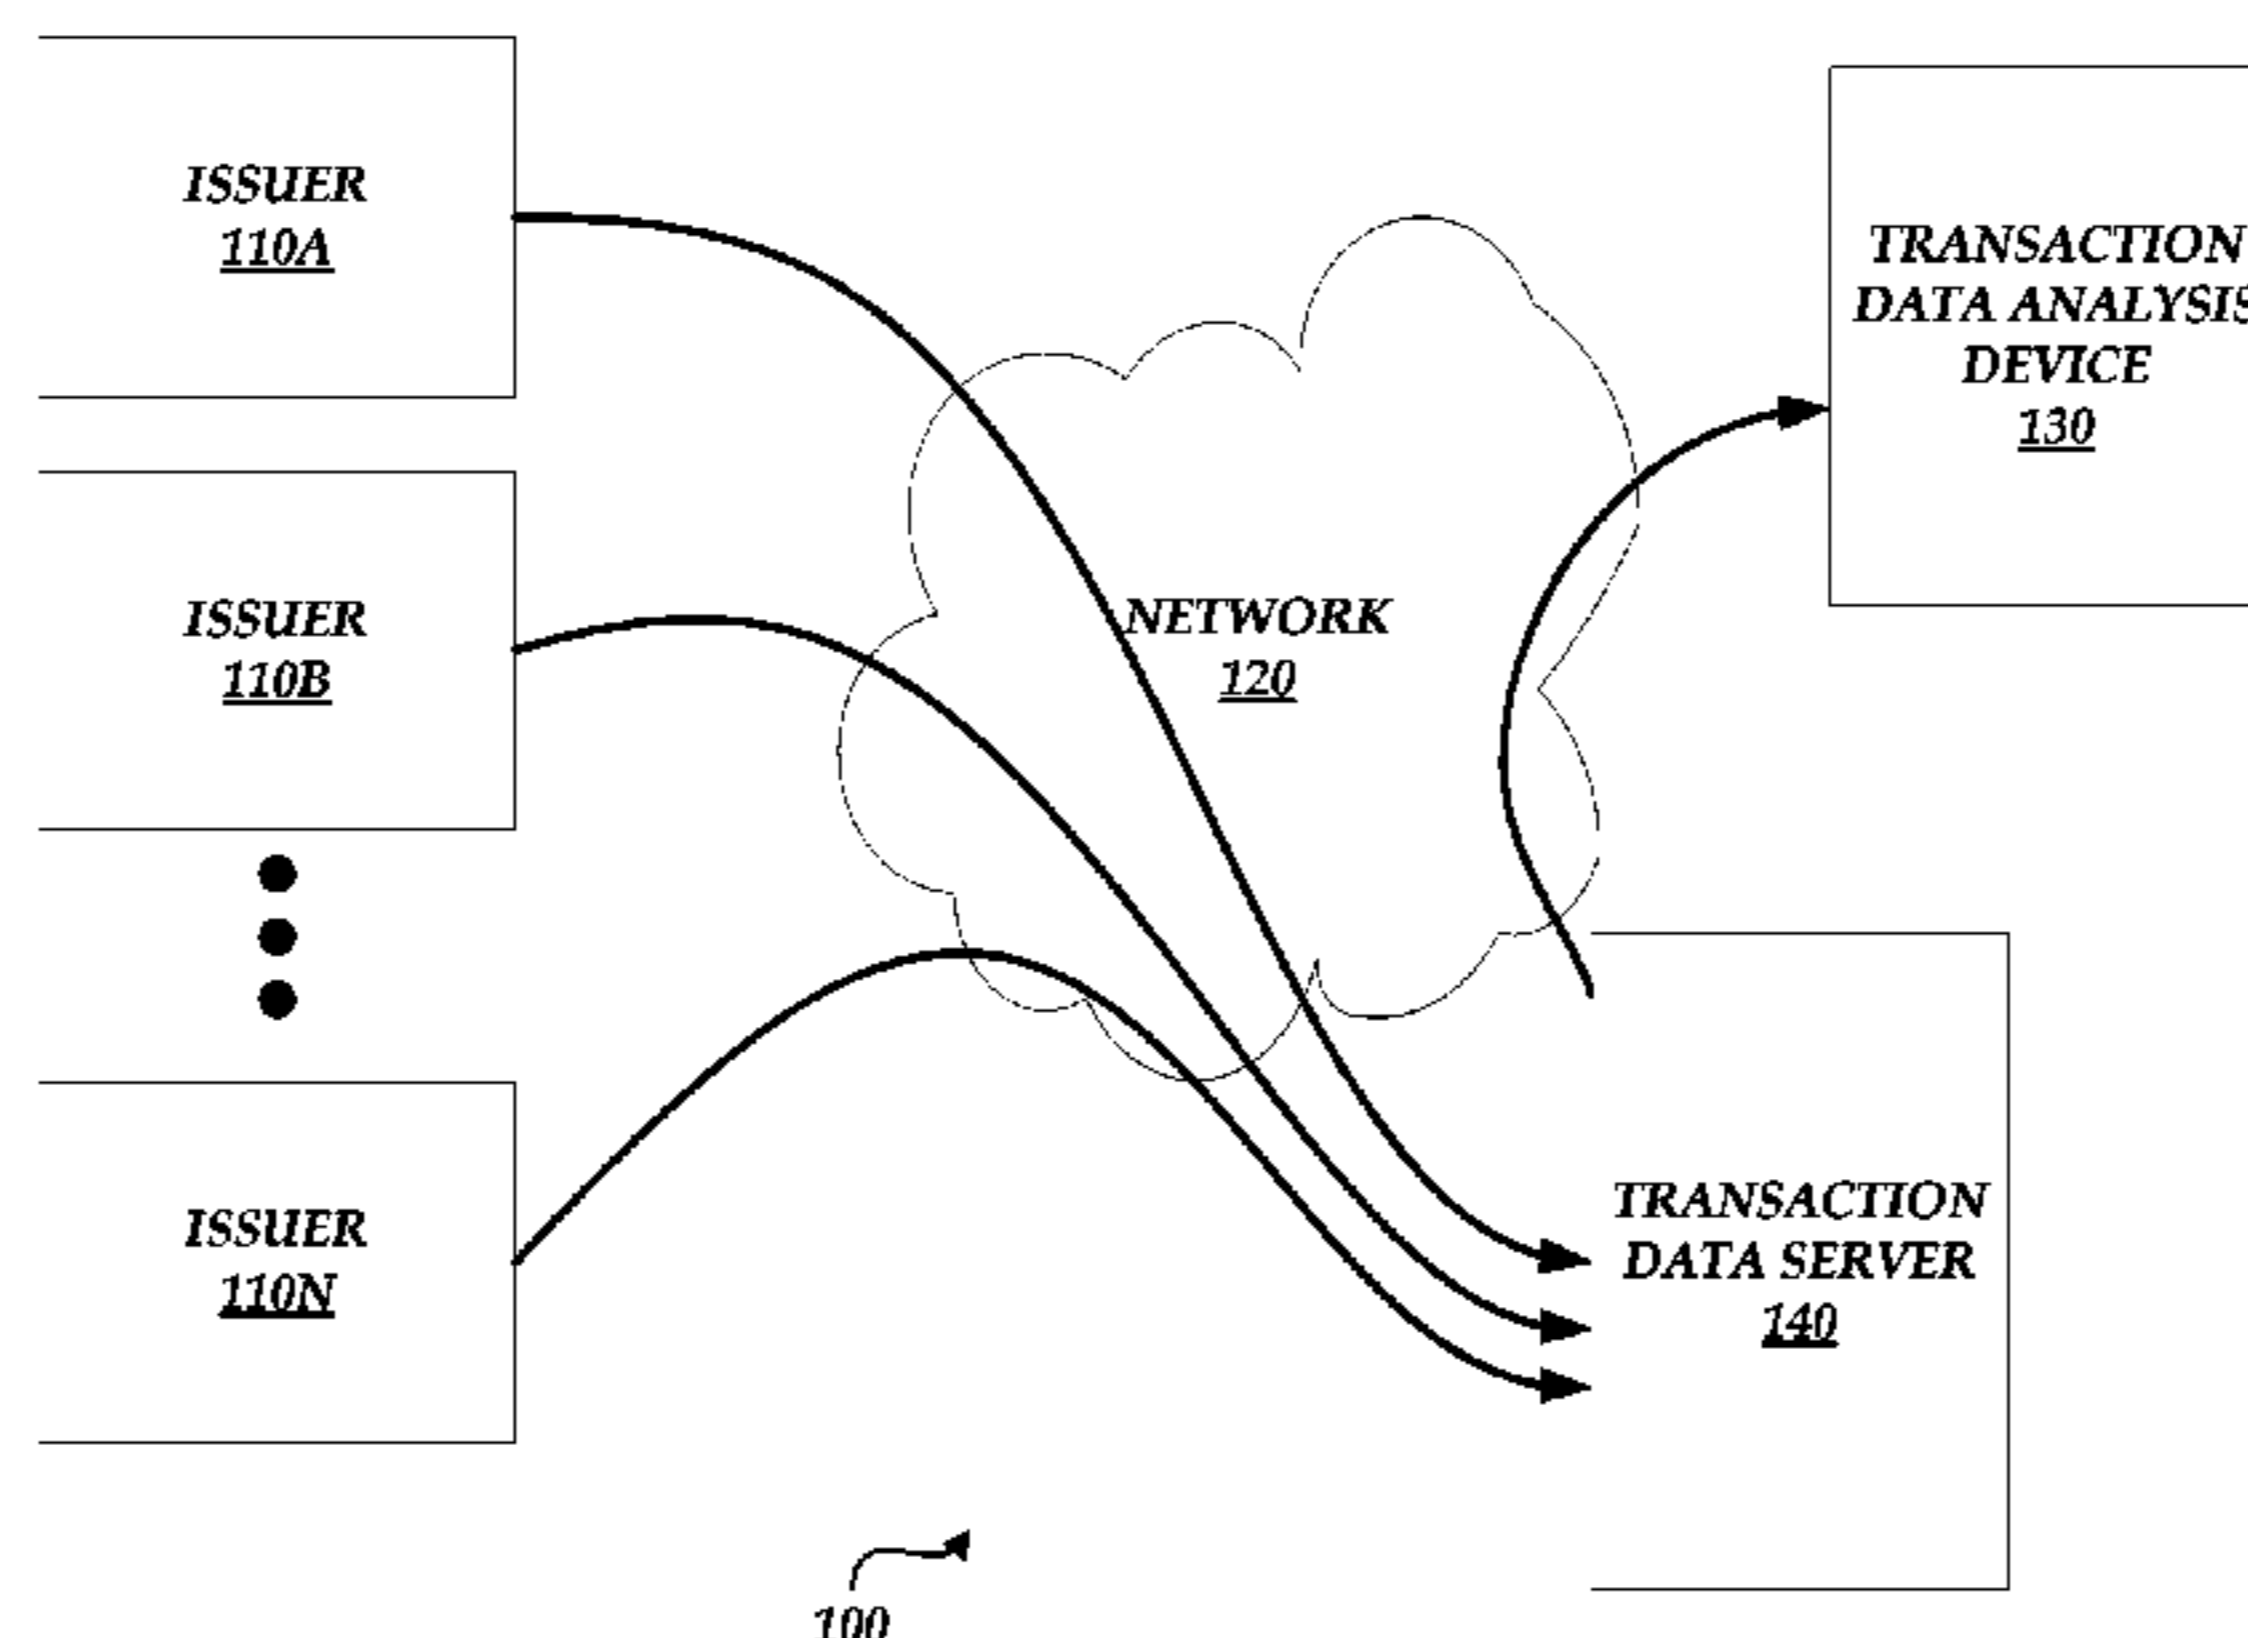 ISSUER
110A
TRANSACTION
DATA ANALYSIS
DEVICE
130
ISSUER
110B
NETWORK
120
ISSUER
110N
TRANSACTION
DATA SERVER
140
100